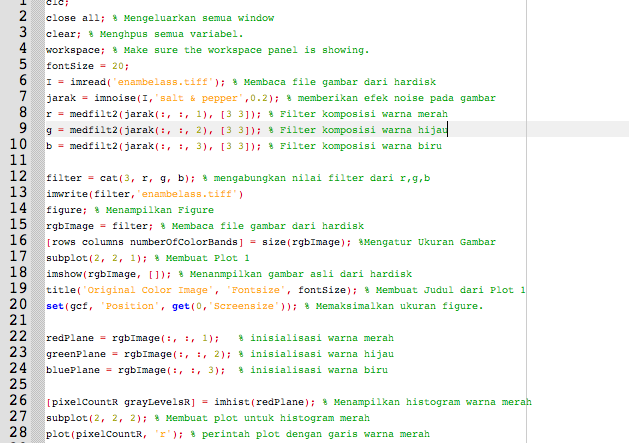 1 clc;
2 close all; % Mengeluarkan semua window
3 clear; % Menghpus semua variabel.
4 workspace; % Make sure the workspace panel is showing.
5 fontSize = 20;
6 I = imread('enambelass.tiff'); % Membaca file gambar dari hardisk
7 jarak = imnoise(I,'salt & pepper',0.2); % memberikan efek noise pada gambar
8 r = medfilt2(jarak(:, :, 1), [3 3]); % Filter komposisi warna merah
9 g = medfilt2(jarak(:, :, 2), [3 3]); % Filter komposisi warna hijau
10 b = medfilt2(jarak(:, :, 3), [3 3]); % Filter komposisi warna biru
11
12 filter = cat(3, r, g, b); % mengabungkan nilai filter dari r,g,b
13 imwrite(filter,'enambelass.tiff')
14 figure; % Menampilkan Figure
15 rgbImage = filter; % Membaca file gambar dari hardisk
16 [rows columns numberOfColorBands] = size(rgbImage); %Mengatur Ukuran Gambar
17 subplot(2, 2, 1); % Membuat Plot 1
18 imshow(rgbImage, []); % Menanmpilkan gambar asli dari hardisk
19 title('Original Color Image', 'Fontsize', fontSize); % Membuat Judul dari Plot 1
20 set(gcf, 'Position', get(0,'Screensize')); % Memaksimalkan ukuran figure.
21
22 redPlane = rgbImage(:, :, 1);   % inisialisasi warna merah
23 greenPlane = rgbImage(:, :, 2); % inisialisasi warna hijau
24 bluePlane = rgbImage(:, :, 3);  % inisialisasi warna biru
25
26 [pixelCountR grayLevelsR] = imhist(redPlane); % Menampilkan histogram warna merah
27 subplot(2, 2, 2); % Membuat plot untuk histogram merah
28 plot(pixelCountR, 'r'); % perintah plot dengan garis warna merah